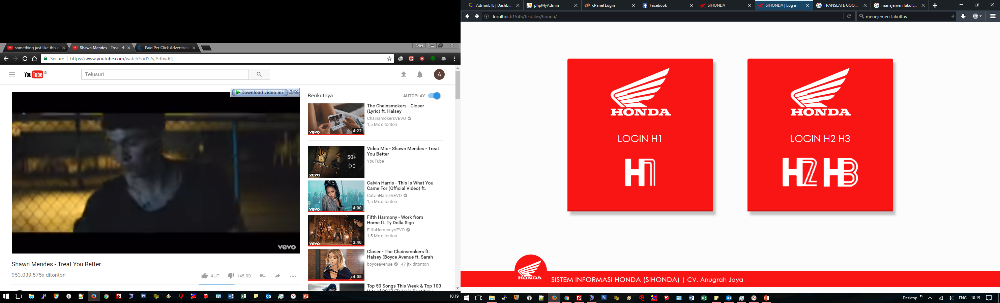 something just like this c
Shawn Mendes - Trea
Paid Per Click Advertising
Arief
Secure
https://www.youtube.com/watch?v=lY2yjAdbvdQ
YouTube ID
Telusuri
A
Download video ini
?
vevo
Shawn Mendes - Treat You Better
953.039.575x ditonton
4 JT
145 RB
Berikutnya
AUTOPLAY
vevo
4:22
The Chainsmokers - Closer
(Lyric) ft. Halsey
ChainsmokersVEVO
1,5 Mx ditonton
vevo
50+
Video Mix - Shawn Mendes - Treat
You Better
YouTube
4:00
Calvin Harris - This Is What You
Came For (Official Video) ft.
CalvinHarrisVEVO
1,5 Mx ditonton
vevo
3:40
Fifth Harmony - Work from
Home ft. Ty Dolla $ign
FifthHarmonyVEVO
1,5 Mx ditonton
4:05
Closer - The Chainsmokers ft.
Halsey (Boyce Avenue ft. Sarah
boyceavenue
47 jtx ditonton
Top 50 Songs This Week & Top 100
Hits of 2017 (Today's Best New
10.19
AdminLTE | Dashb...
phpMyAdmin
cPanel Login
Facebook
SIHONDA
SIHONDA | Log in
TRANSLATE GOO...
manajemen fakult...
localhost:1545/tes/alex/honda/
menejemen fakultas
ABP
HONDA
LOGIN H1
H1
HONDA
LOGIN H2 H3
H2 H3
HONDA
SISTEM INFORMASI HONDA (SIHONDA) | CV. Anugrah Jaya
Desktop
ENG
10.19